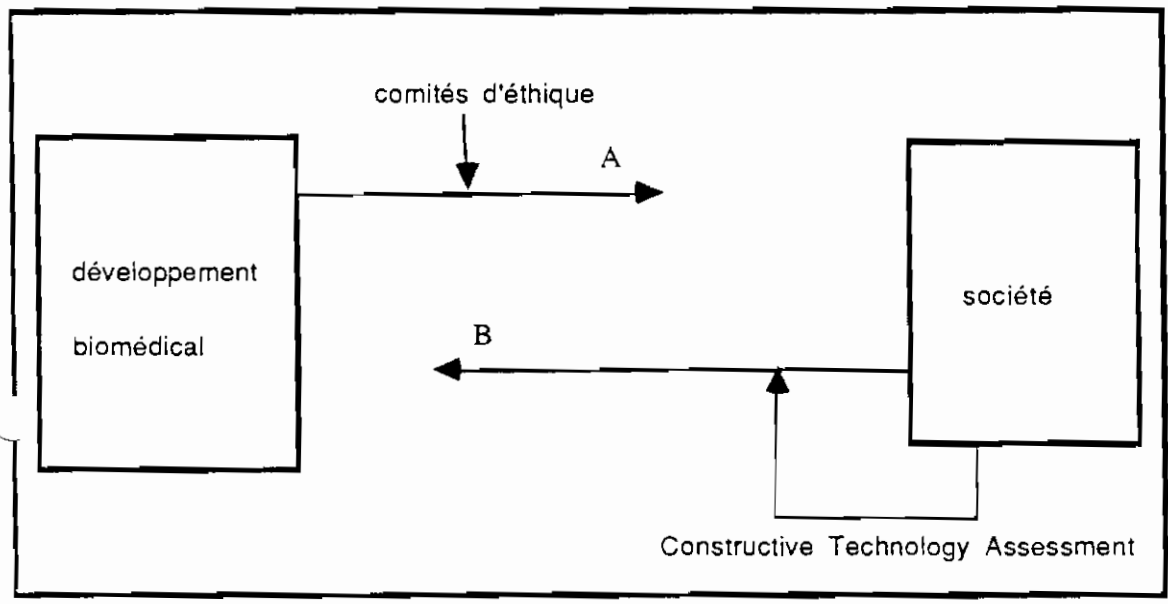 comités d'éthique
A
développement
biomédical
société
B
Constructive Technology Assessment